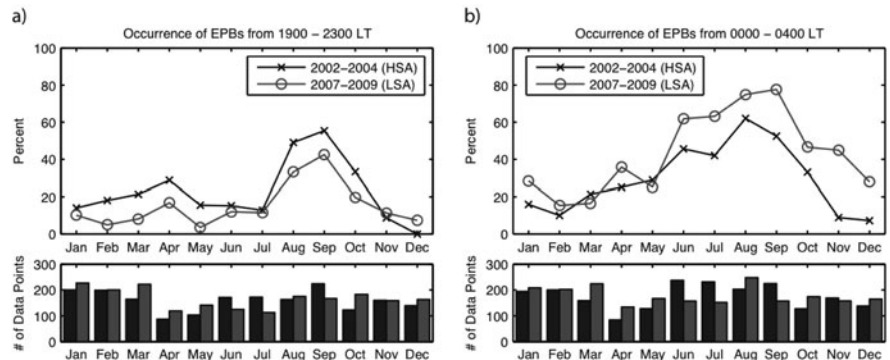 a)
Occurrence of EPBs from 1900 – 2300 LT
100
80
60
40
20
0
Percent
2002–2004 (HSA)
2007–2009 (LSA)
Jan Feb Mar Apr May Jun Jul Aug Sep Oct Nov Dec
300
200
100
0
# of Data Points
Jan Feb Mar Apr May Jun Jul Aug Sep Oct Nov Dec
b)
Occurrence of EPBs from 0000 – 0400 LT
100
80
60
40
20
0
Percent
2002–2004 (HSA)
2007–2009 (LSA)
Jan Feb Mar Apr May Jun Jul Aug Sep Oct Nov Dec
300
200
100
0
# of Data Points
Jan Feb Mar Apr May Jun Jul Aug Sep Oct Nov Dec